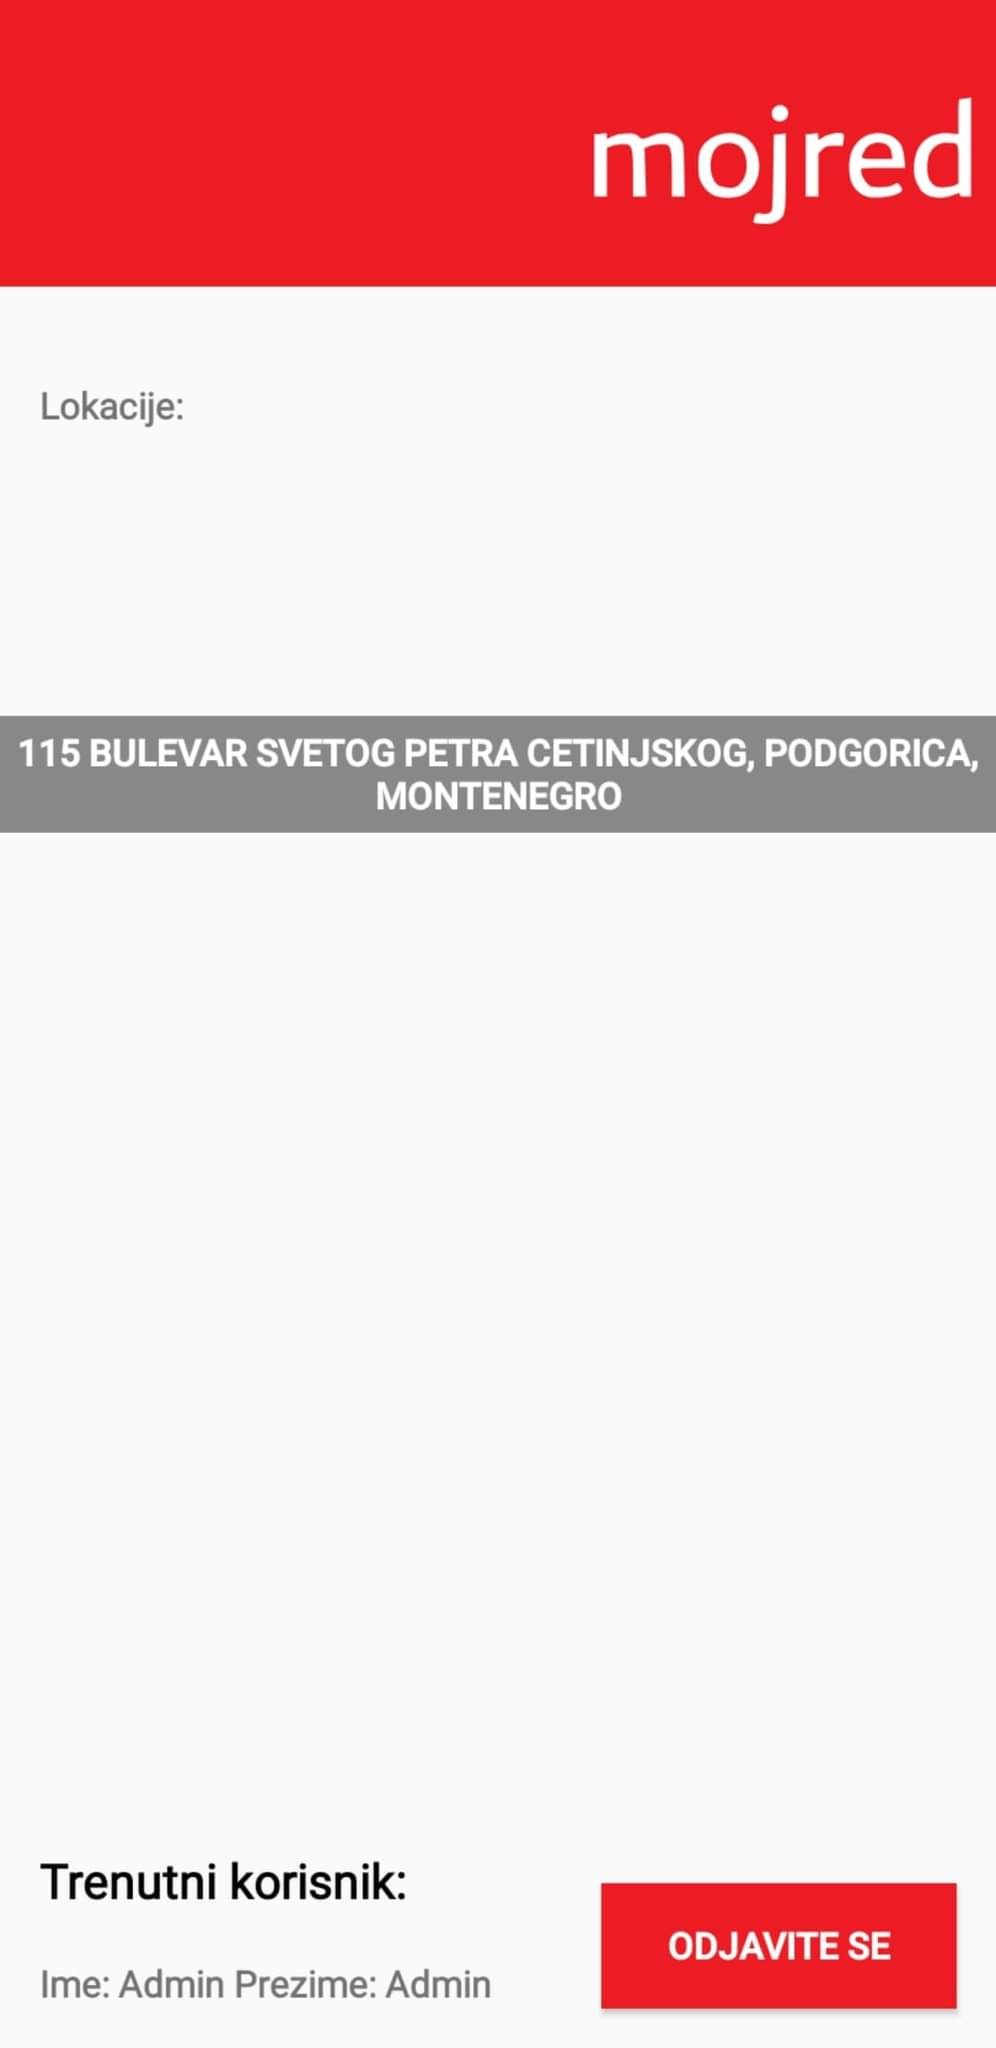 mojred
Lokacije:
115 BULEVAR SVETOG PETRA CETINJSKOG, PODGORICA,
MONTENEGRO
Trenutni korisnik:
ODJAVITE SE
Ime: Admin Prezime: Admin